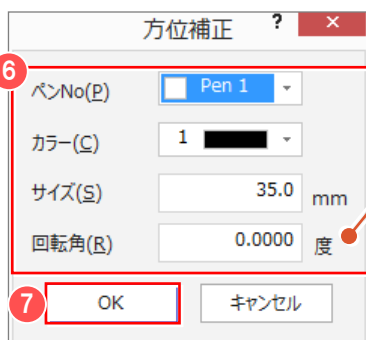 方位補正 ? ×
6
ペンNo(P) Pen 1
カラー(C) 1
サイズ(S) 35.0 mm
回転角(R) 0.0000 度
7 OK キャンセル